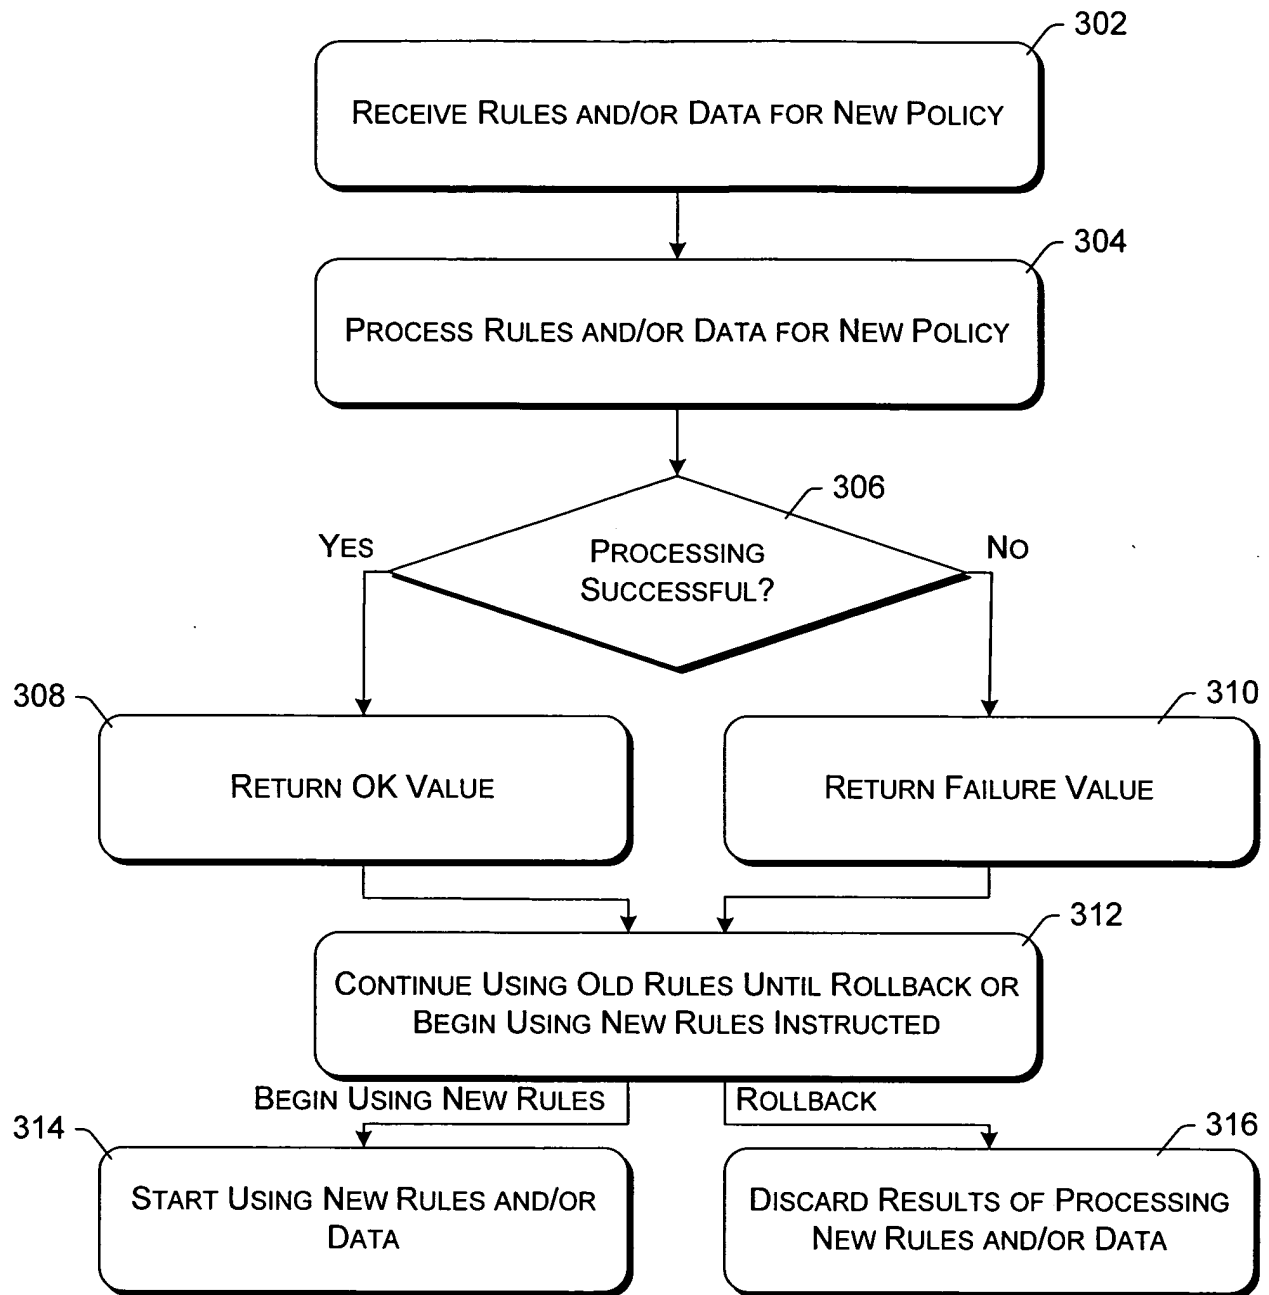 302
RECEIVE RULES AND/OR DATA FOR NEW POLICY
304
PROCESS RULES AND/OR DATA FOR NEW POLICY
306
YES
NO
PROCESSING
SUCCESSFUL?
308
310
RETURN OK VALUE
RETURN FAILURE VALUE
312
CONTINUE USING OLD RULES UNTIL ROLLBACK OR
BEGIN USING NEW RULES INSTRUCTED
BEGIN USING NEW RULES
ROLLBACK
314
316
START USING NEW RULES AND/OR
DATA
DISCARD RESULTS OF PROCESSING
NEW RULES AND/OR DATA